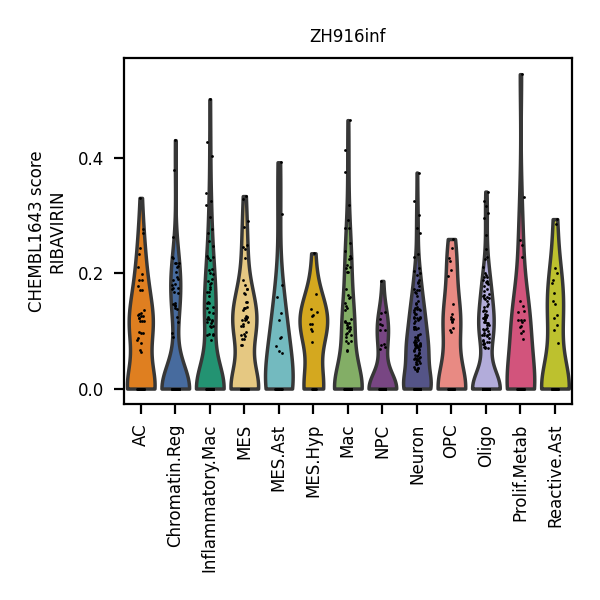 ZH916inf
CHEMBL1643 score
RIBAVIRIN
0.4
0.2
0.0
AC
Chromatin.Reg
Inflammatory.Mac
MES
MES.Ast
MES.Hyp
Mac
NPC
Neuron
OPC
Oligo
Prolif.Metab
Reactive.Ast